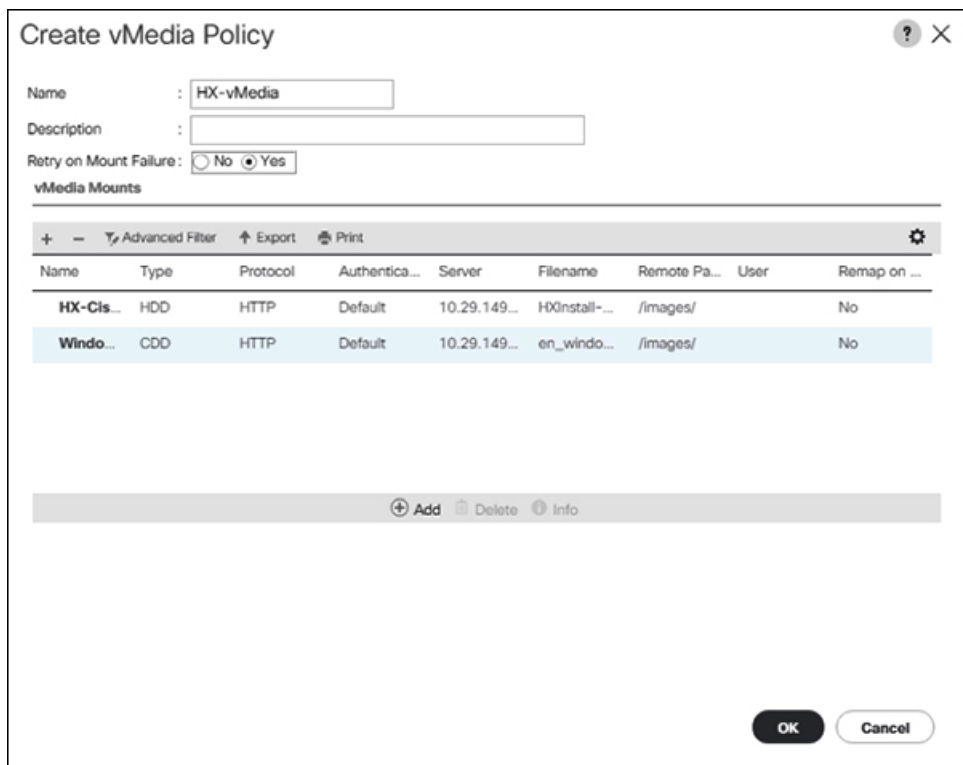 Create vMedia Policy ?
Name : HX-vMedia
Description :
Retry on Mount Failure : No Yes
vMedia Mounts
+ − Advanced Filter Export Print
Name Type Protocol Authentica... Server Filename Remote Pa... User Remap on ...
HX-Cis... HDD HTTP Default 10.29.149... HXInstall-... /images/ No
Windo... CDD HTTP Default 10.29.149... en_windo... /images/ No
Add Delete Info
OK Cancel